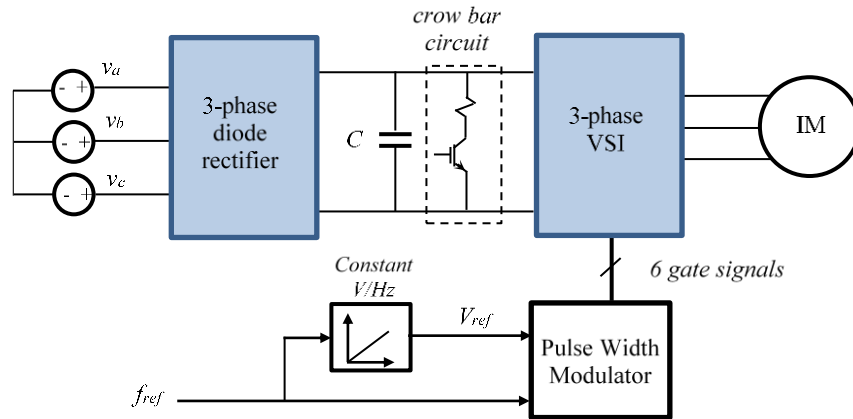 crow bar
circuit
va
- +
vb
- +
vc
- +
3-phase
diode
rectifier
C
3-phase
VSI
IM
Constant
V/Hz
6 gate signals
Vref
Pulse Width
Modulator
fref